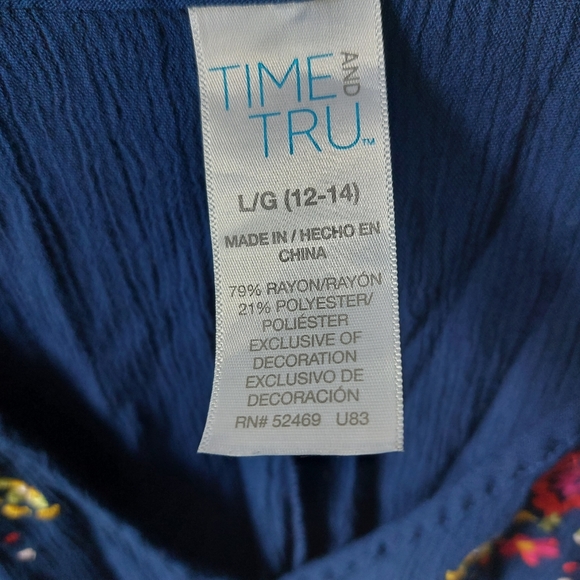 TIME AND
TRU™
L/G (12-14)
MADE IN / HECHO EN
CHINA
79% RAYON/RAYÓN
21% POLYESTER/
POLIÉSTER
EXCLUSIVE OF
DECORATION
EXCLUSIVO DE
DECORACIÓN
RN# 52469 U83